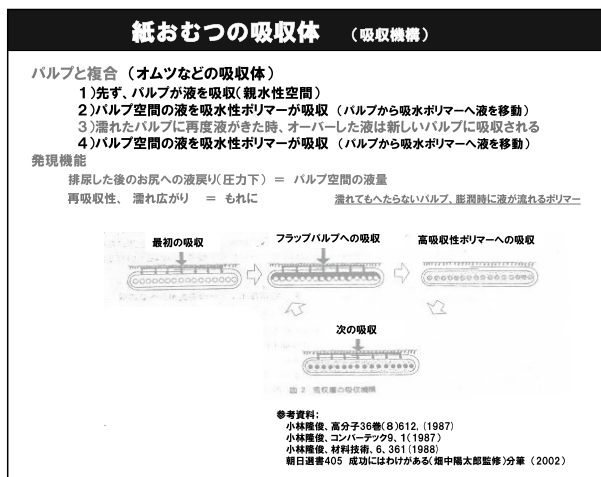 紙おむつの吸収体 （吸収機構）
パルプと複合（オムツなどの吸収体）
1)先ず、パルプが液を吸収(親水性空間)
2)パルプ空間の液を吸水性ポリマーが吸収 （パルプから吸水ポリマーへ液を移動）
3)濡れたパルプに再度液がきた時、オーバーした液は新しいパルプに吸収される
4)パルプ空間の液を吸水性ポリマーが吸収 （パルプから吸水ポリマーへ液を移動）
発現機能
排尿した後のお尻への液戻り(圧力下) ＝ パルプ空間の液量
再吸収性、 濡れ広がり ＝ もれに
濡れてもへたらないパルプ、膨潤時に液が流れるポリマー
最初の吸収
フラッフパルプへの吸収
高吸収性ポリマーへの吸収
次の吸収
図 2 吸収層の吸収機構
参考資料:
小林隆俊、高分子36巻(8)612, (1987)
小林隆俊、コンバーテック9、1(1987)
小林隆俊、材料技術、6、361(1988)
朝日選書405 成功にはわけがある(畑中陽太郎監修)分筆 （2002）